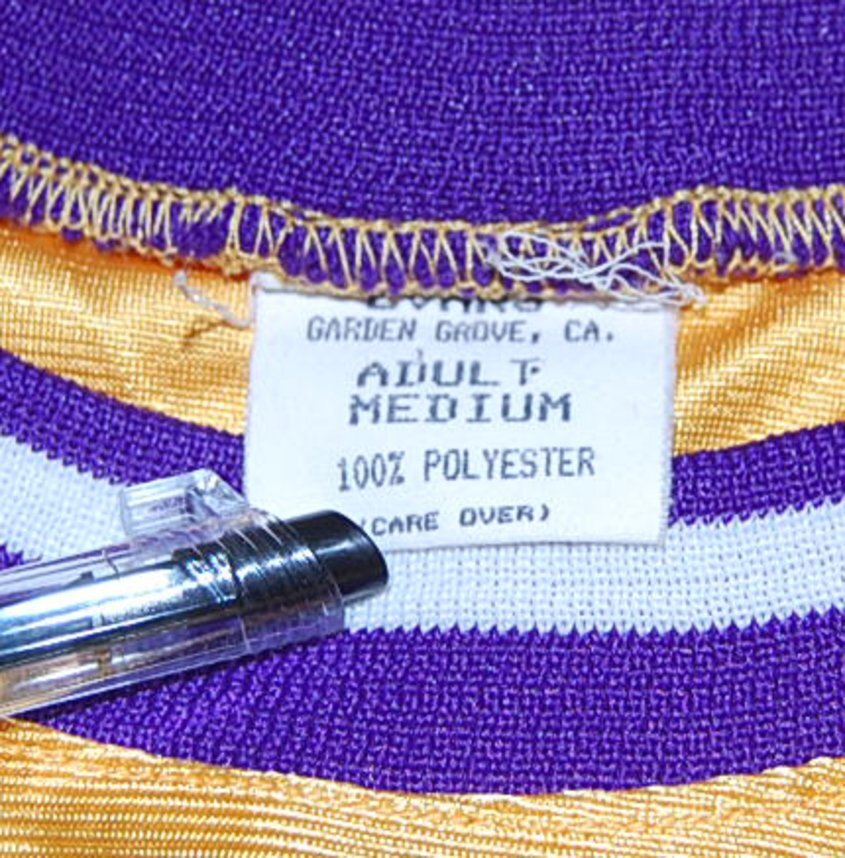 GARDEN GROVE, CA.
ADULT
MEDIUM
100% POLYESTER
(CARE OVER)